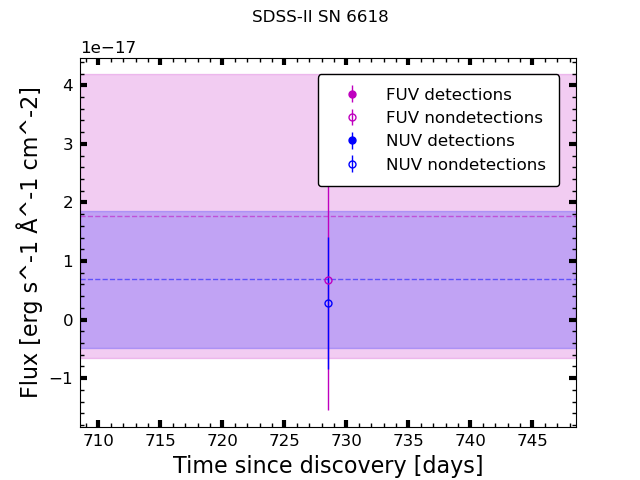 SDSS-II SN 6618
1e−17
FUV detections
FUV nondetections
NUV detections
NUV nondetections
4
3
2
1
0
−1
Flux [erg s^-1 Å^-1 cm^-2]
710 715 720 725 730 735 740 745
Time since discovery [days]